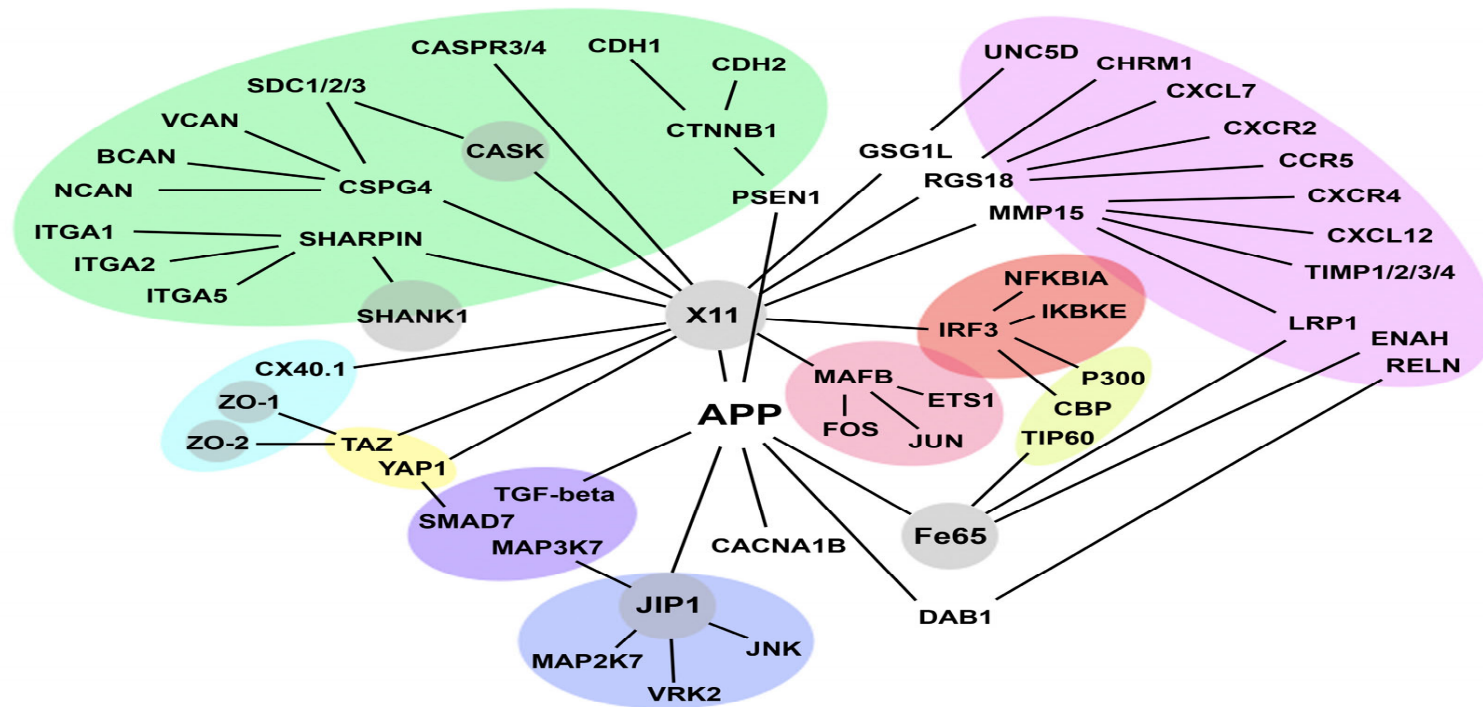 CASPR3/4
CDH1
CDH2
UNC5D
CHRM1
CXCL7
SDC1/2/3
VCAN
CTNNB1
CXCR2
BCAN
CASK
GSG1L
CCR5
NCAN
CSPG4
PSEN1
RGS18
CXCR4
MMP15
ITGA1
SHARPIN
CXCL12
ITGA2
TIMP1/2/3/4
ITGA5
NFKBIA
SHANK1
X11
IKBKE
IRF3
LRP1
ENAH
CX40.1
RELN
MAFB
P300
ZO-1
ETS1
CBP
APP
FOS
ZO-2
TAZ
JUN
TIP60
YAP1
TGF-beta
SMAD7
Fe65
MAP3K7
CACNA1B
JIP1
DAB1
MAP2K7
JNK
VRK2